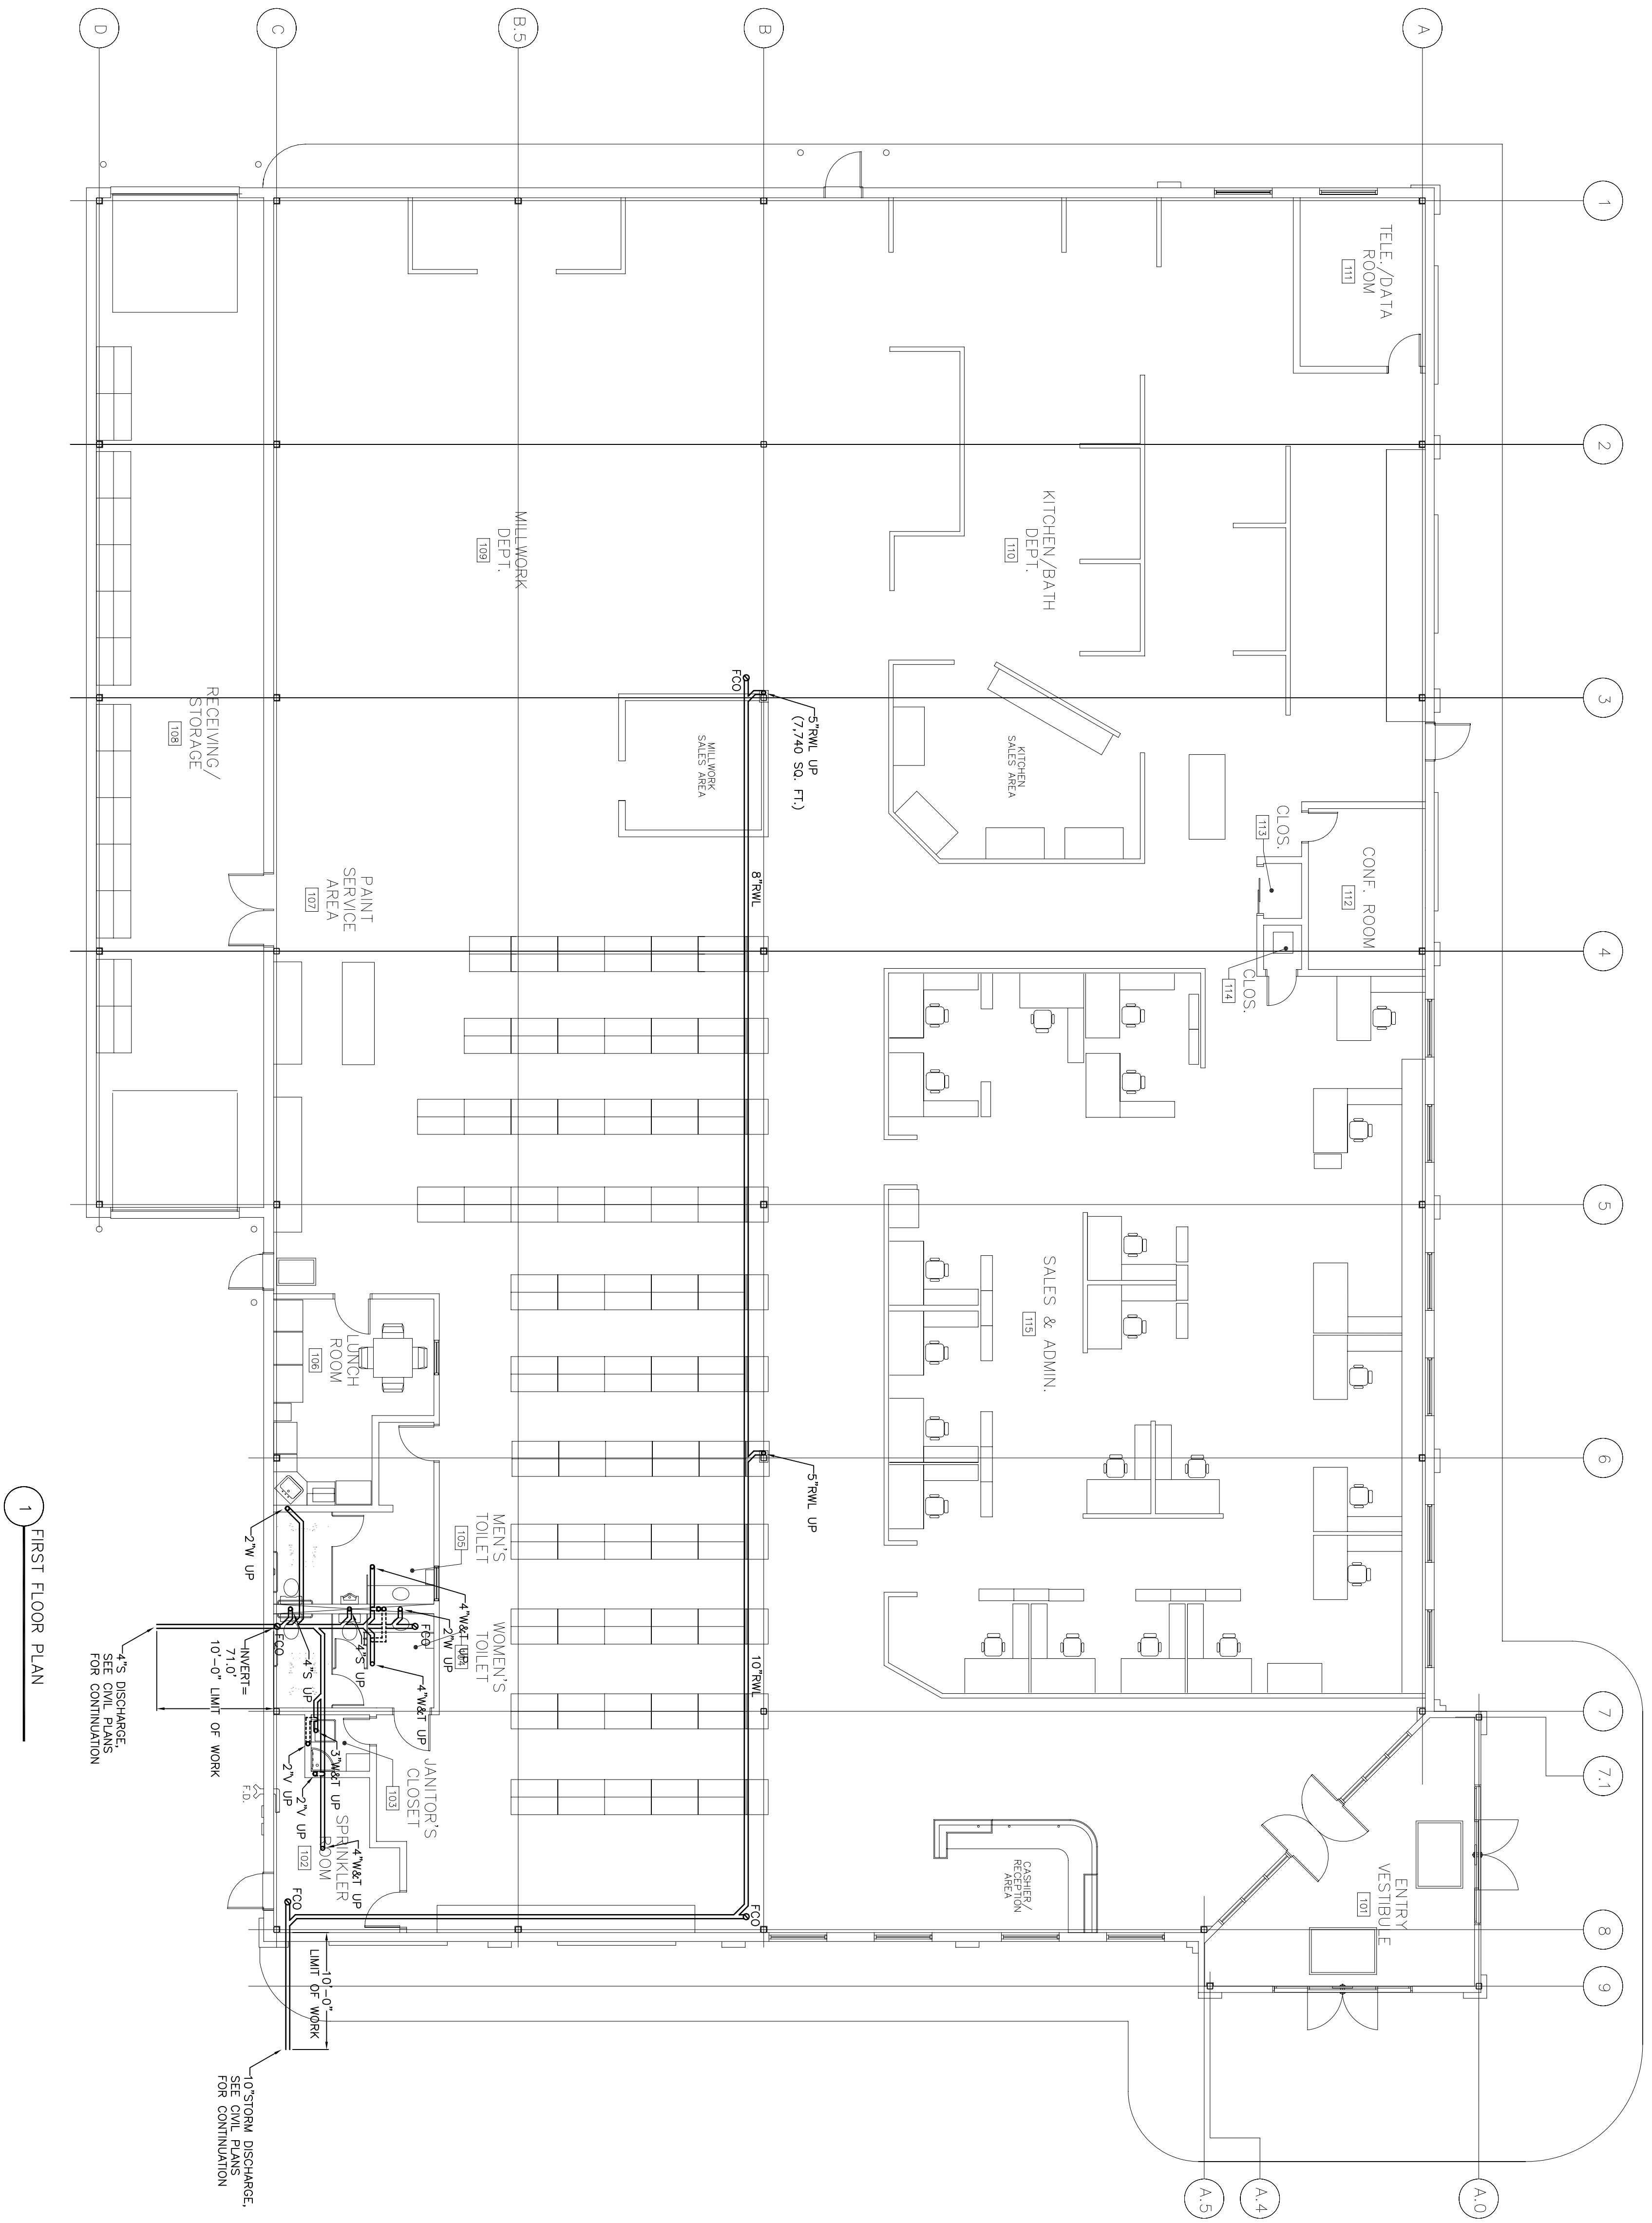 D
C
B.5
B
A
1
2
3
4
5
6
7
7.1
8
9
A.5
A.4
A.0
TELE./DATA
ROOM
111
KITCHEN/BATH
DEPT.
110
MILLWORK
DEPT.
109
RECEIVING/
STORAGE
108
FCO
5"RWL UP
(7,740 SQ. FT.)
MILLWORK
SALES AREA
KITCHEN
SALES AREA
CLOS.
113
CONF. ROOM
112
CLOS.
114
8"RWL
PAINT
SERVICE
AREA
107
SALES & ADMIN.
115
LUNCH
ROOM
106
5"RWL UP
MEN'S
TOILET
105
WOMEN'S
TOILET
2"W UP
4"W&T UP
2"W UP
FCO
4"S UP
4"W&T UP
FCO
4"S UP
INVERT=
71.0'
10'-0" LIMIT OF WORK
4"S DISCHARGE,
SEE CIVIL PLANS
FOR CONTINUATION
10"RWL
JANITOR'S
CLOSET
103
3"W&T UP
2"V UP
2"V UP
F.D.
SPRINKLER
ROOM
102
4"W&T UP
FCO
FCO
CASHIER/
RECEPTION
AREA
ENTRY
VESTIBULE
101
10'-0"
LIMIT OF WORK
10"STORM DISCHARGE,
SEE CIVIL PLANS
FOR CONTINUATION
1
FIRST FLOOR PLAN